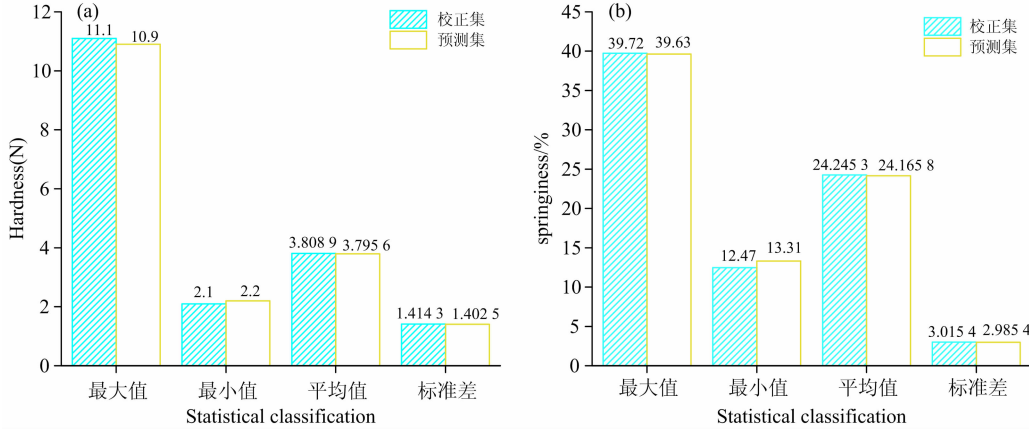 (a)
校正集
预测集
Hardness(N)
12
10
8
6
4
2
0
11.1
10.9
2.1
2.2
3.808 9
3.795 6
1.414 3
1.402 5
最大值
最小值
平均值
标准差
Statistical classification
(b)
校正集
预测集
springiness/%
45
40
35
30
25
20
15
10
5
0
39.72
39.63
12.47
13.31
24.245 3
24.165 8
3.015 4
2.985 4
最大值
最小值
平均值
标准差
Statistical classification